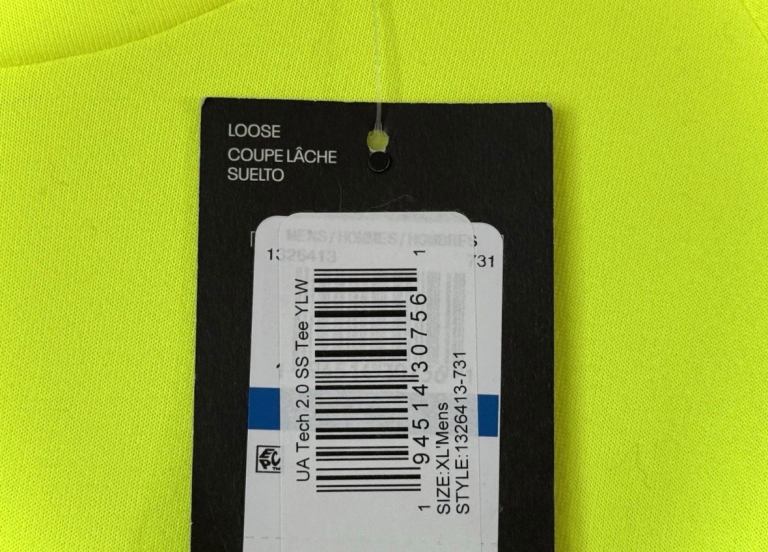 LOOSE
COUPE LÂCHE
SUELTO
MENS/HOMMES/HOMBRES
1326413 731
UA Tech 2.0 SS Tee YLW
1 94514 30756 1
SIZE:XL'Mens
STYLE:1326413-731